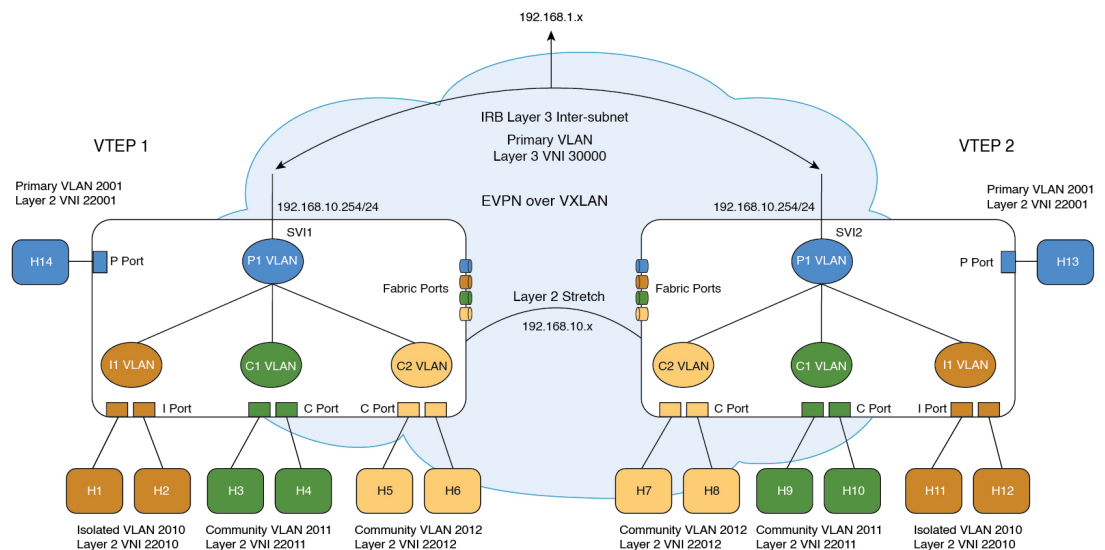 192.168.1.x
IRB Layer 3 Inter-subnet
Primary VLAN
Layer 3 VNI 30000
VTEP 1
VTEP 2
Primary VLAN 2001
Layer 2 VNI 22001
Primary VLAN 2001
Layer 2 VNI 22001
192.168.10.254/24
EVPN over VXLAN
192.168.10.254/24
SVI1
SVI2
H14
P Port
P1 VLAN
P1 VLAN
P Port
H13
Fabric Ports
Fabric Ports
Layer 2 Stretch
192.168.10.x
I1 VLAN
C1 VLAN
C2 VLAN
C2 VLAN
C1 VLAN
I1 VLAN
I Port
C Port
C Port
C Port
C Port
I Port
H1
H2
H3
H4
H5
H6
H7
H8
H9
H10
H11
H12
Isolated VLAN 2010
Layer 2 VNI 22010
Community VLAN 2011
Layer 2 VNI 22011
Community VLAN 2012
Layer 2 VNI 22012
Community VLAN 2012
Layer 2 VNI 22012
Community VLAN 2011
Layer 2 VNI 22011
Isolated VLAN 2010
Layer 2 VNI 22010